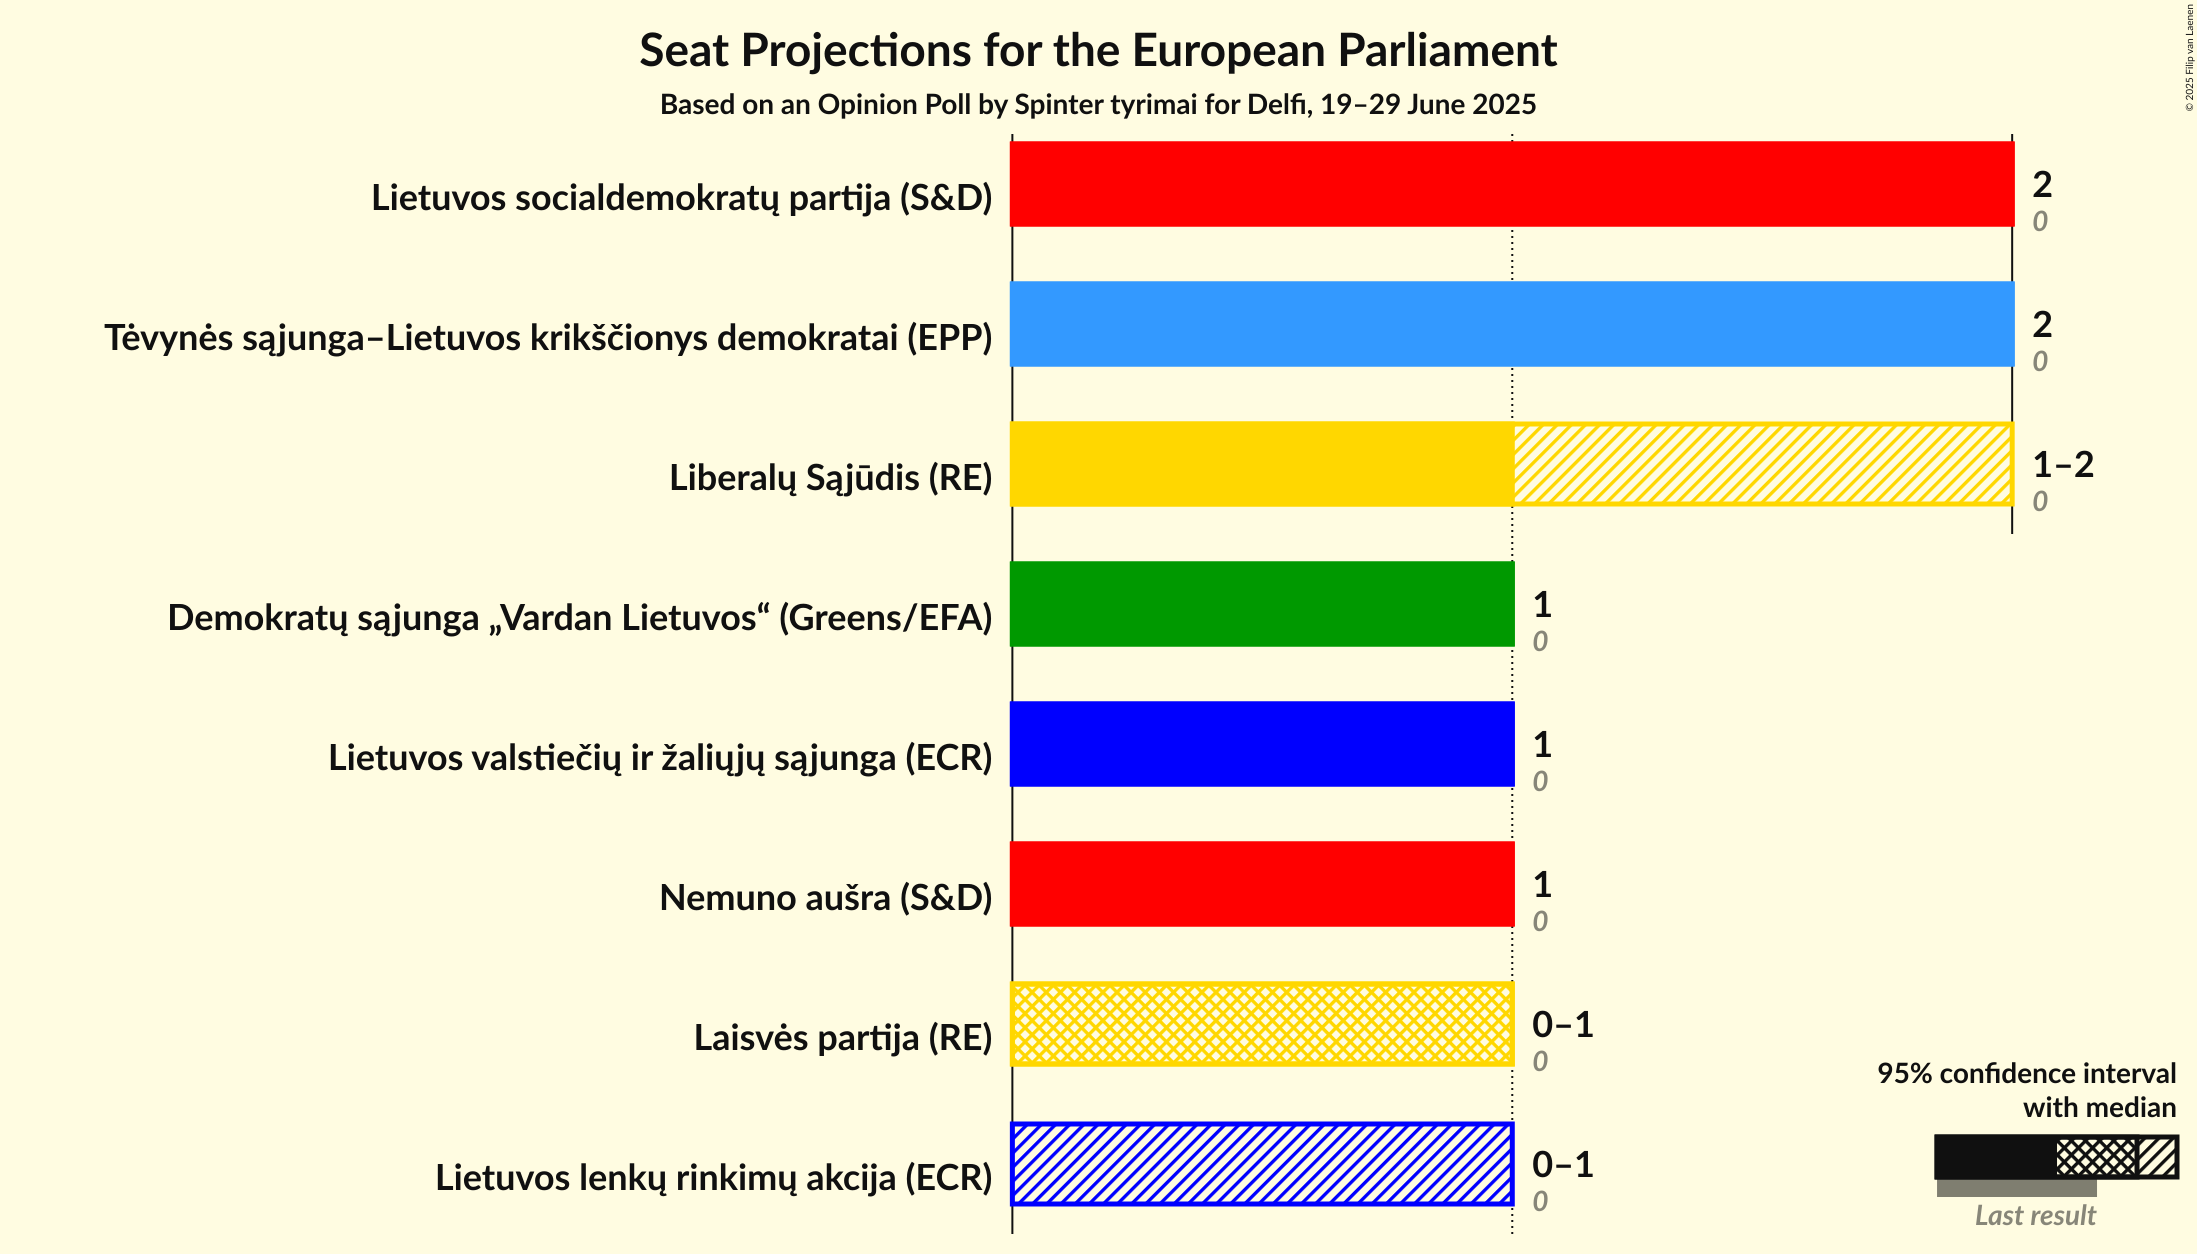 Seat Projections for the European Parliament
Based on an Opinion Poll by Spinter tyrimai for Delfi, 19–29 June 2025
© 2025 Filip van Laenen
Lietuvos socialdemokratų partija (S&D)
2
0
Tėvynės sąjunga–Lietuvos krikščionys demokratai (EPP)
2
0
Liberalų Sąjūdis (RE)
1–2
0
Demokratų sąjunga „Vardan Lietuvos“ (Greens/EFA)
1
0
Lietuvos valstiečių ir žaliųjų sąjunga (ECR)
1
0
Nemuno aušra (S&D)
1
0
Laisvės partija (RE)
0–1
0
Lietuvos lenkų rinkimų akcija (ECR)
0–1
0
95% confidence interval
with median
Last result